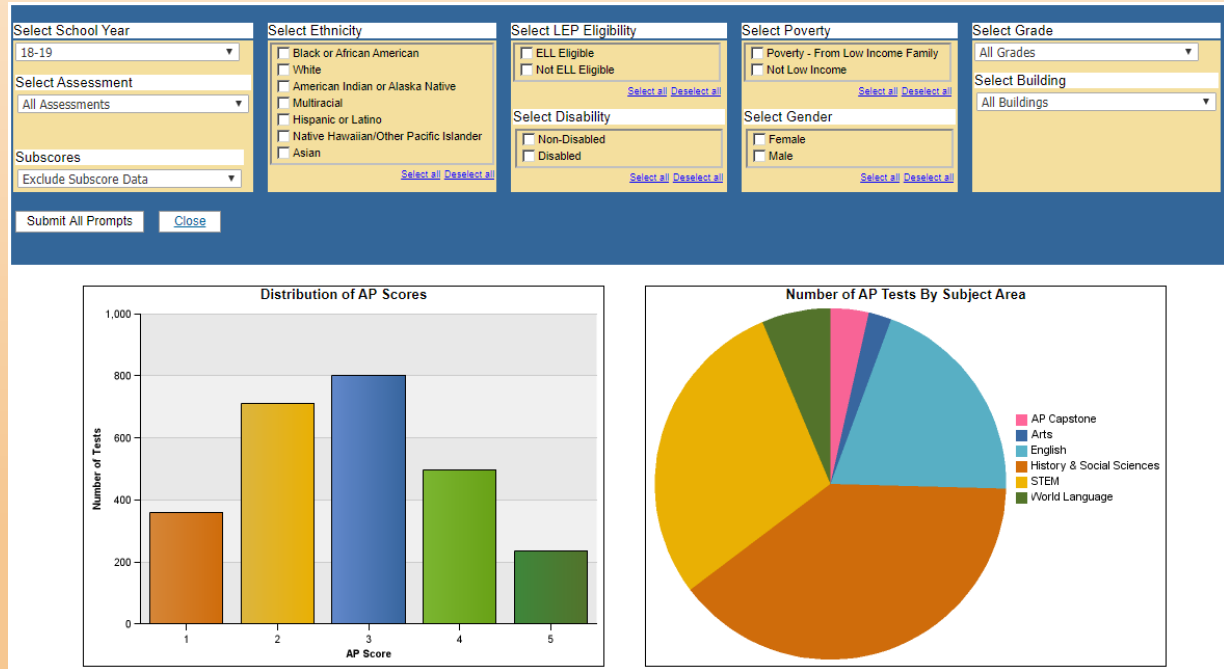 Select School Year
18-19
Select Assessment
All Assessments
Subscores
Exclude Subscore Data
Select Ethnicity
Black or African American
White
American Indian or Alaska Native
Multiracial
Hispanic or Latino
Native Hawaiian/Other Pacific Islander
Asian
Select all Deselect all
Select LEP Eligibility
ELL Eligible
Not ELL Eligible
Select all Deselect all
Select Disability
Non-Disabled
Disabled
Select all Deselect all
Select Poverty
Poverty - From Low Income Family
Not Low Income
Select all Deselect all
Select Gender
Female
Male
Select all Deselect all
Select Grade
All Grades
Select Building
All Buildings
Submit All Prompts
Close
Distribution of AP Scores
1,000
800
600
400
200
0
Number of Tests
1 2 3 4 5
AP Score
Number of AP Tests By Subject Area
AP Capstone
Arts
English
History & Social Sciences
STEM
World Language